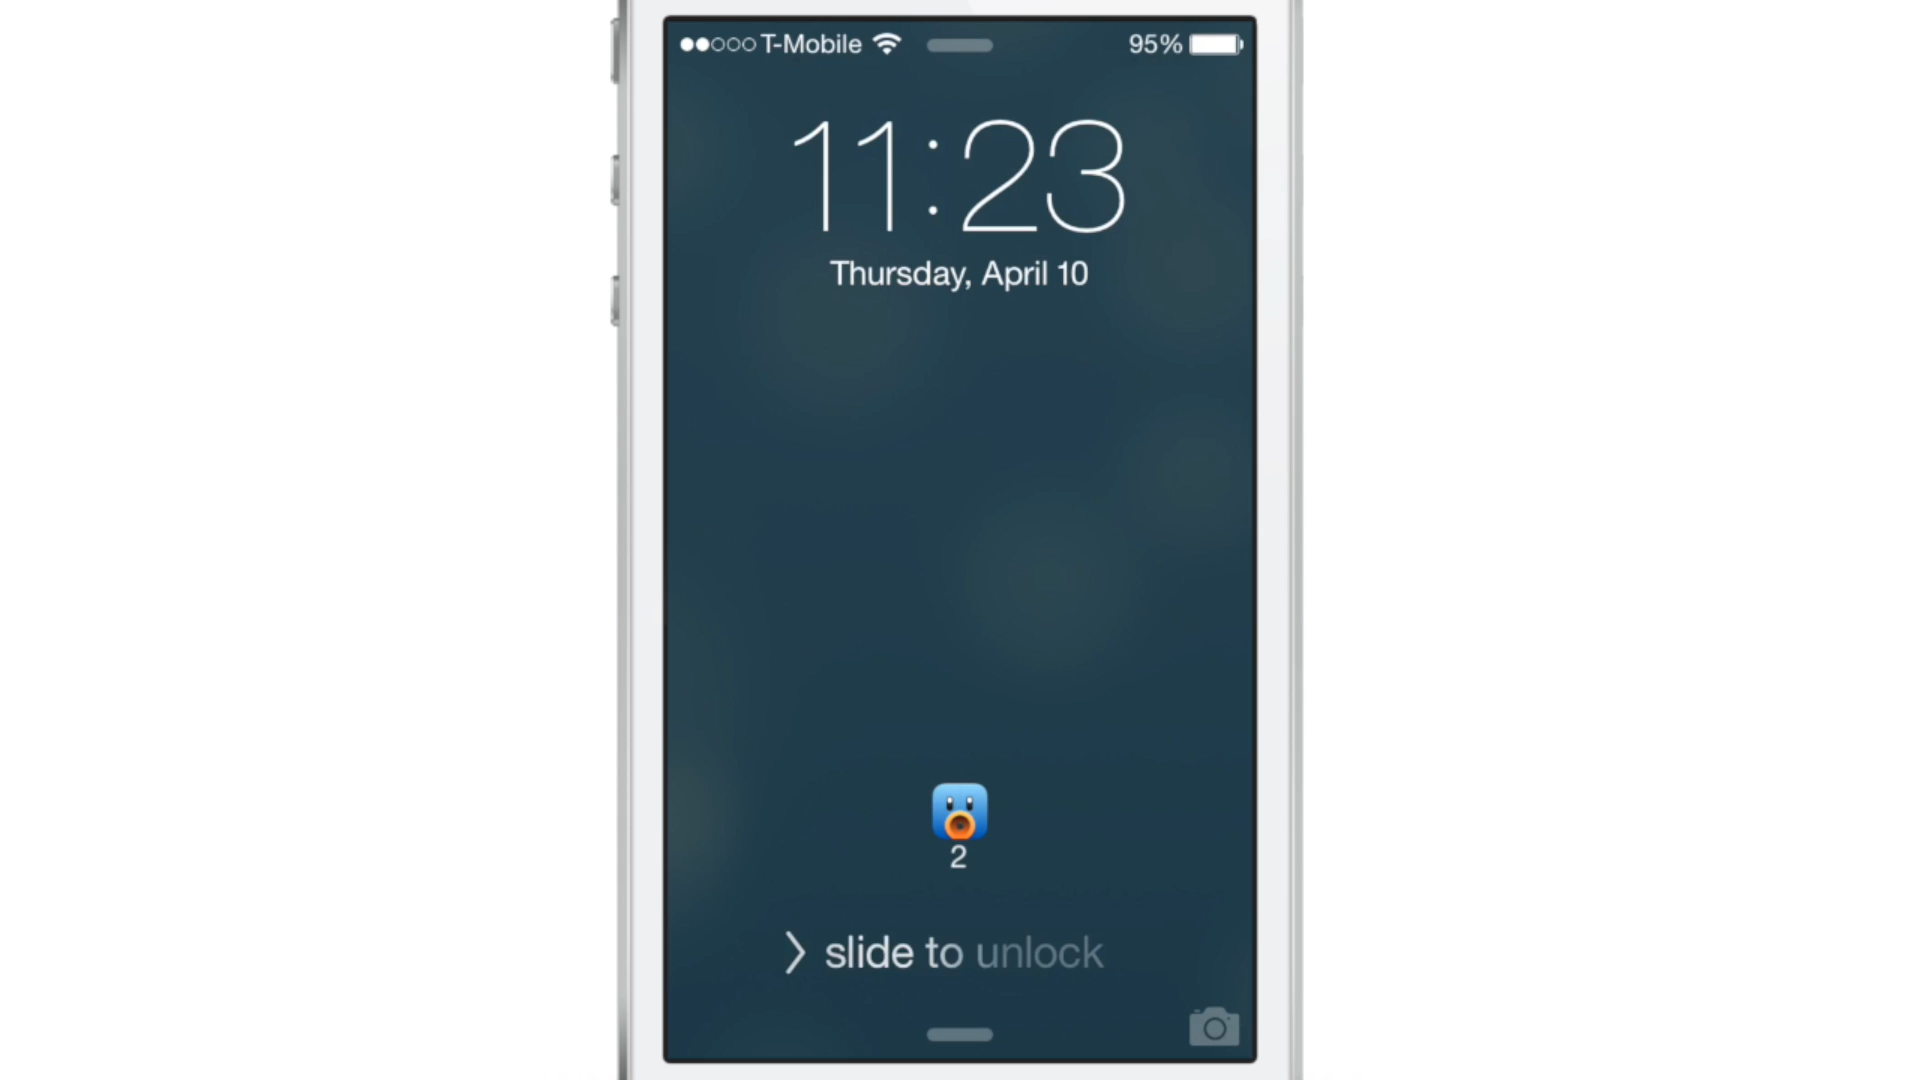 T-Mobile 95%
11:23
Thursday, April 10
2
slide to unlock